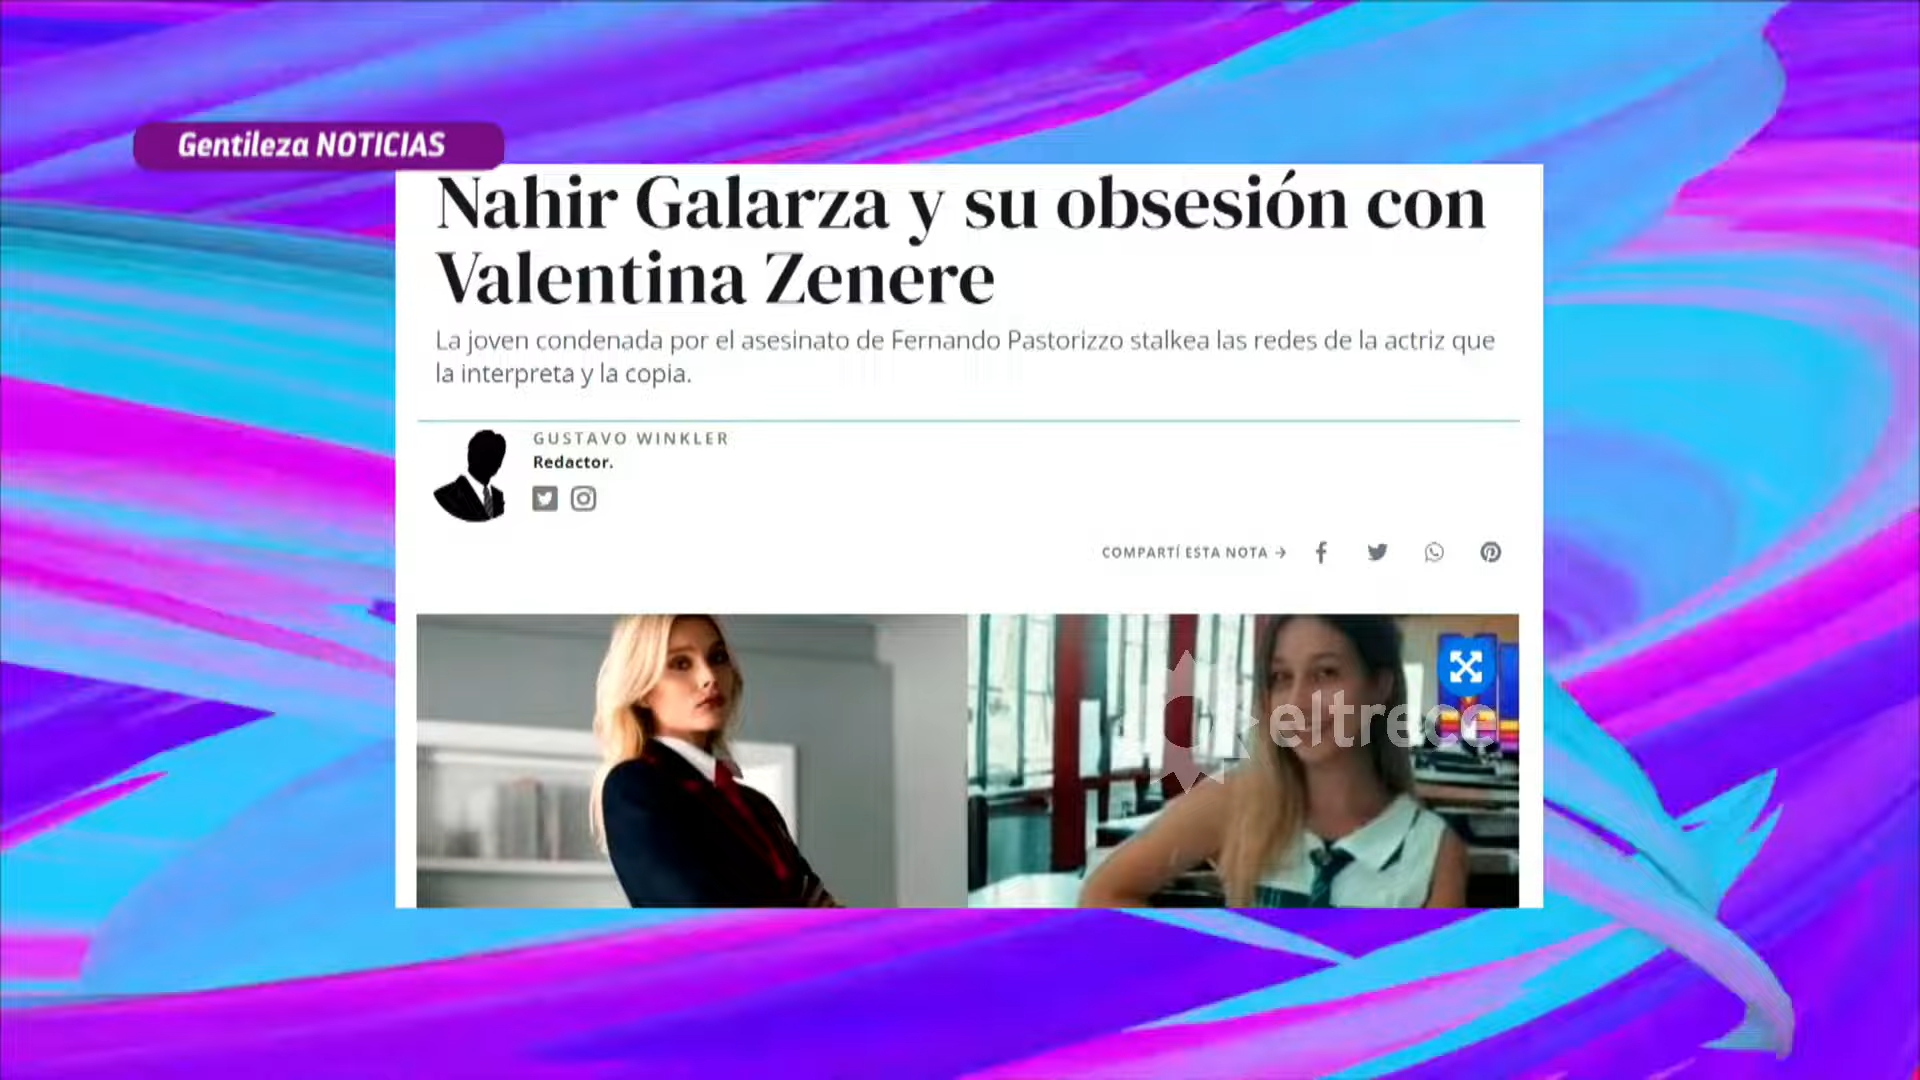 Gentileza NOTICIAS
Nahir Galarza y su obsesión con
Valentina Zenere
La joven condenada por el asesinato de Fernando Pastorizzo stalkea las redes de la actriz que
la interpreta y la copia.
GUSTAVO WINKLER
Redactor.
COMPARTÍ ESTA NOTA →
eltrece